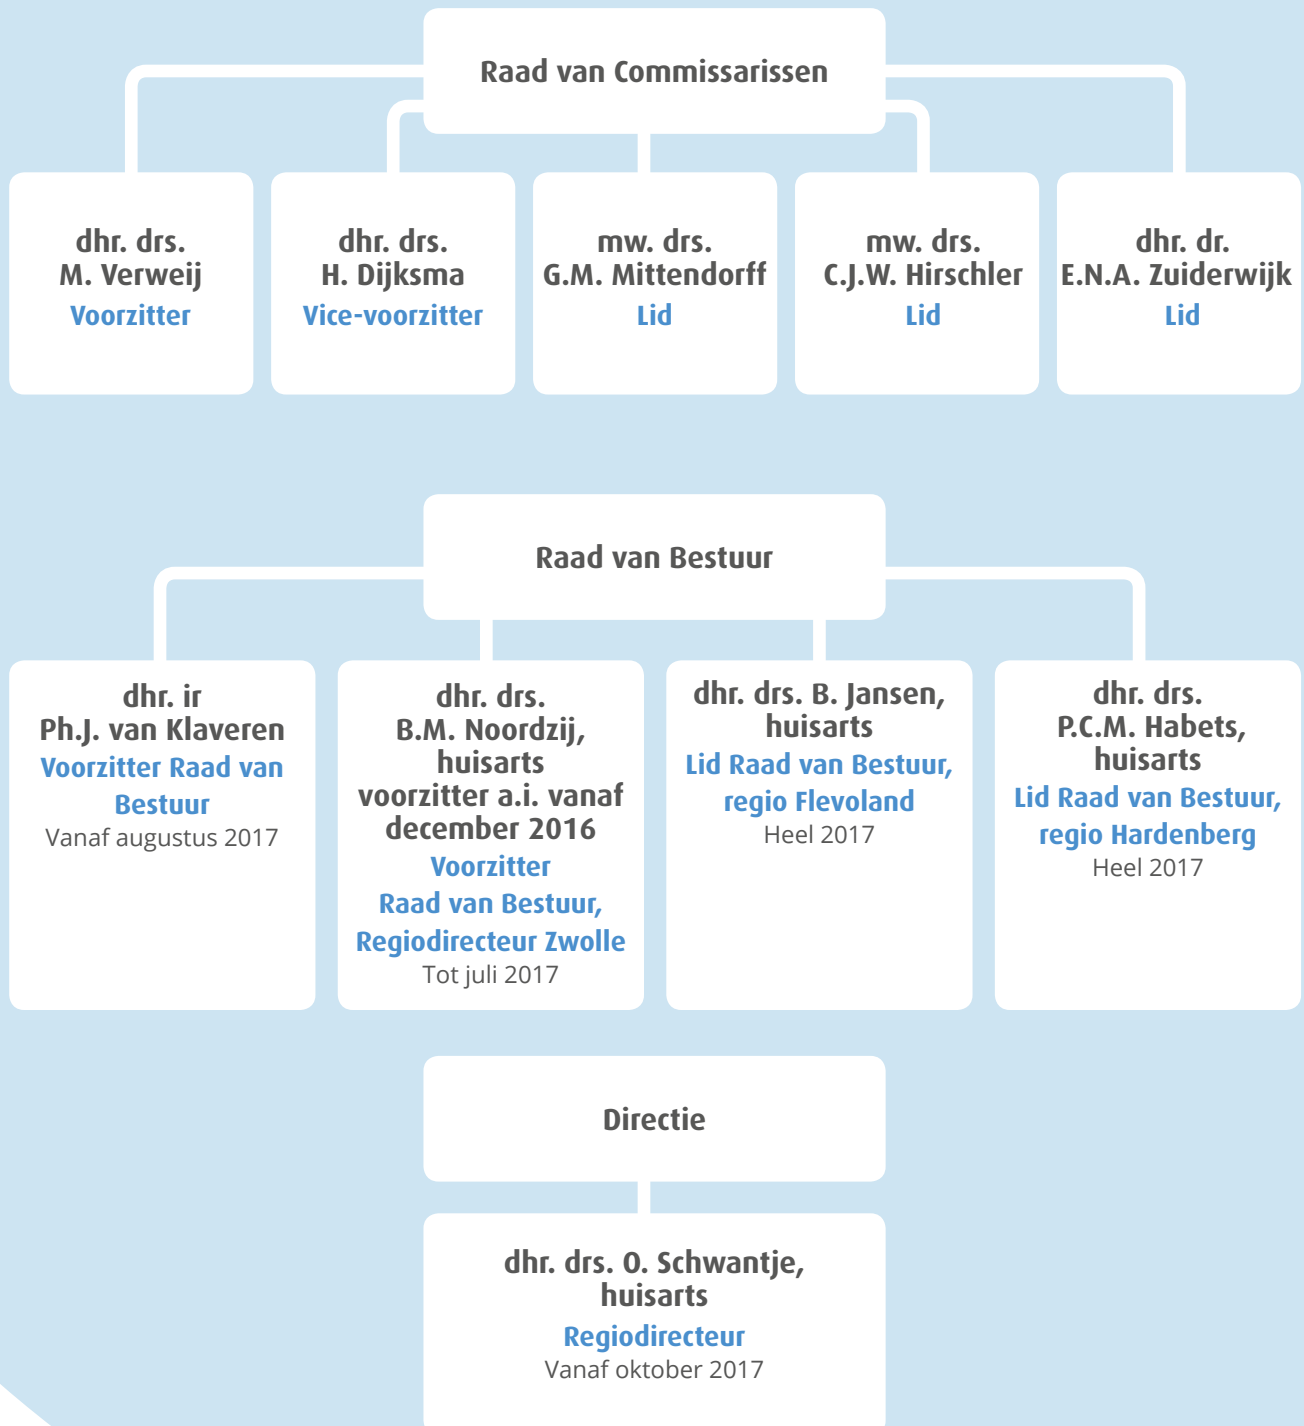 Raad van Commissarissen
dhr. drs.
M. Verweij
Voorzitter
dhr. drs.
H. Dijksma
Vice-voorzitter
mw. drs.
G.M. Mittendorff
Lid
mw. drs.
C.J.W. Hirschler
Lid
dhr. dr.
E.N.A. Zuiderwijk
Lid
Raad van Bestuur
dhr. ir
Ph.J. van Klaveren
Voorzitter Raad van
Bestuur
Vanaf augustus 2017
dhr. drs.
B.M. Noordzij,
huisarts
voorzitter a.i. vanaf
december 2016
Voorzitter
Raad van Bestuur,
Regiodirecteur Zwolle
Tot juli 2017
dhr. drs. B. Jansen,
huisarts
Lid Raad van Bestuur,
regio Flevoland
Heel 2017
dhr. drs.
P.C.M. Habets,
huisarts
Lid Raad van Bestuur,
regio Hardenberg
Heel 2017
Directie
dhr. drs. O. Schwantje,
huisarts
Regiodirecteur
Vanaf oktober 2017